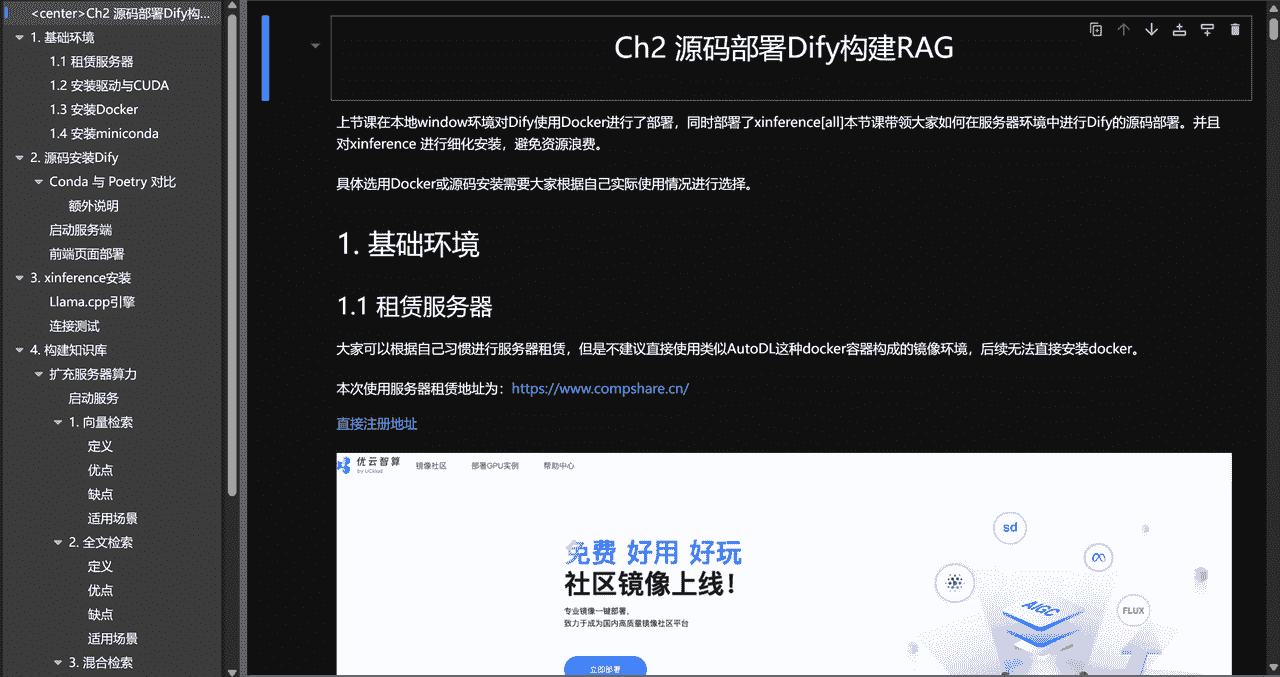 <center>Ch2 源码部署Dify构...
1. 基础环境
1.1 租赁服务器
1.2 安装驱动与CUDA
1.3 安装Docker
1.4 安装miniconda
2. 源码安装Dify
Conda 与 Poetry 对比
额外说明
启动服务端
前端页面部署
3. xinference安装
Llama.cpp引擎
连接测试
4. 构建知识库
扩充服务器算力
启动服务
1. 向量检索
定义
优点
缺点
适用场景
2. 全文检索
定义
优点
缺点
适用场景
3. 混合检索
Ch2 源码部署Dify构建RAG
上节课在本地window环境对Dify使用Docker进行了部署，同时部署了xinference[all]本节课带领大家如何在服务器环境中进行Dify的源码部署。并且
对xinference 进行细化安装，避免资源浪费。
具体选用Docker或源码安装需要大家根据自己实际使用情况进行选择。
1. 基础环境
1.1 租赁服务器
大家可以根据自己习惯进行服务器租赁，但是不建议直接使用类似AutoDL这种docker容器构成的镜像环境，后续无法直接安装docker。
本次使用服务器租赁地址为：https://www.compshare.cn/
直接注册地址
优云智算
by UCloud
镜像社区 部署GPU实例 帮助中心
免费 好用 好玩
社区镜像上线！
专业镜像一键部署，
致力于成为国内高质量镜像社区平台
立即部署
sd
AIGC
FLUX